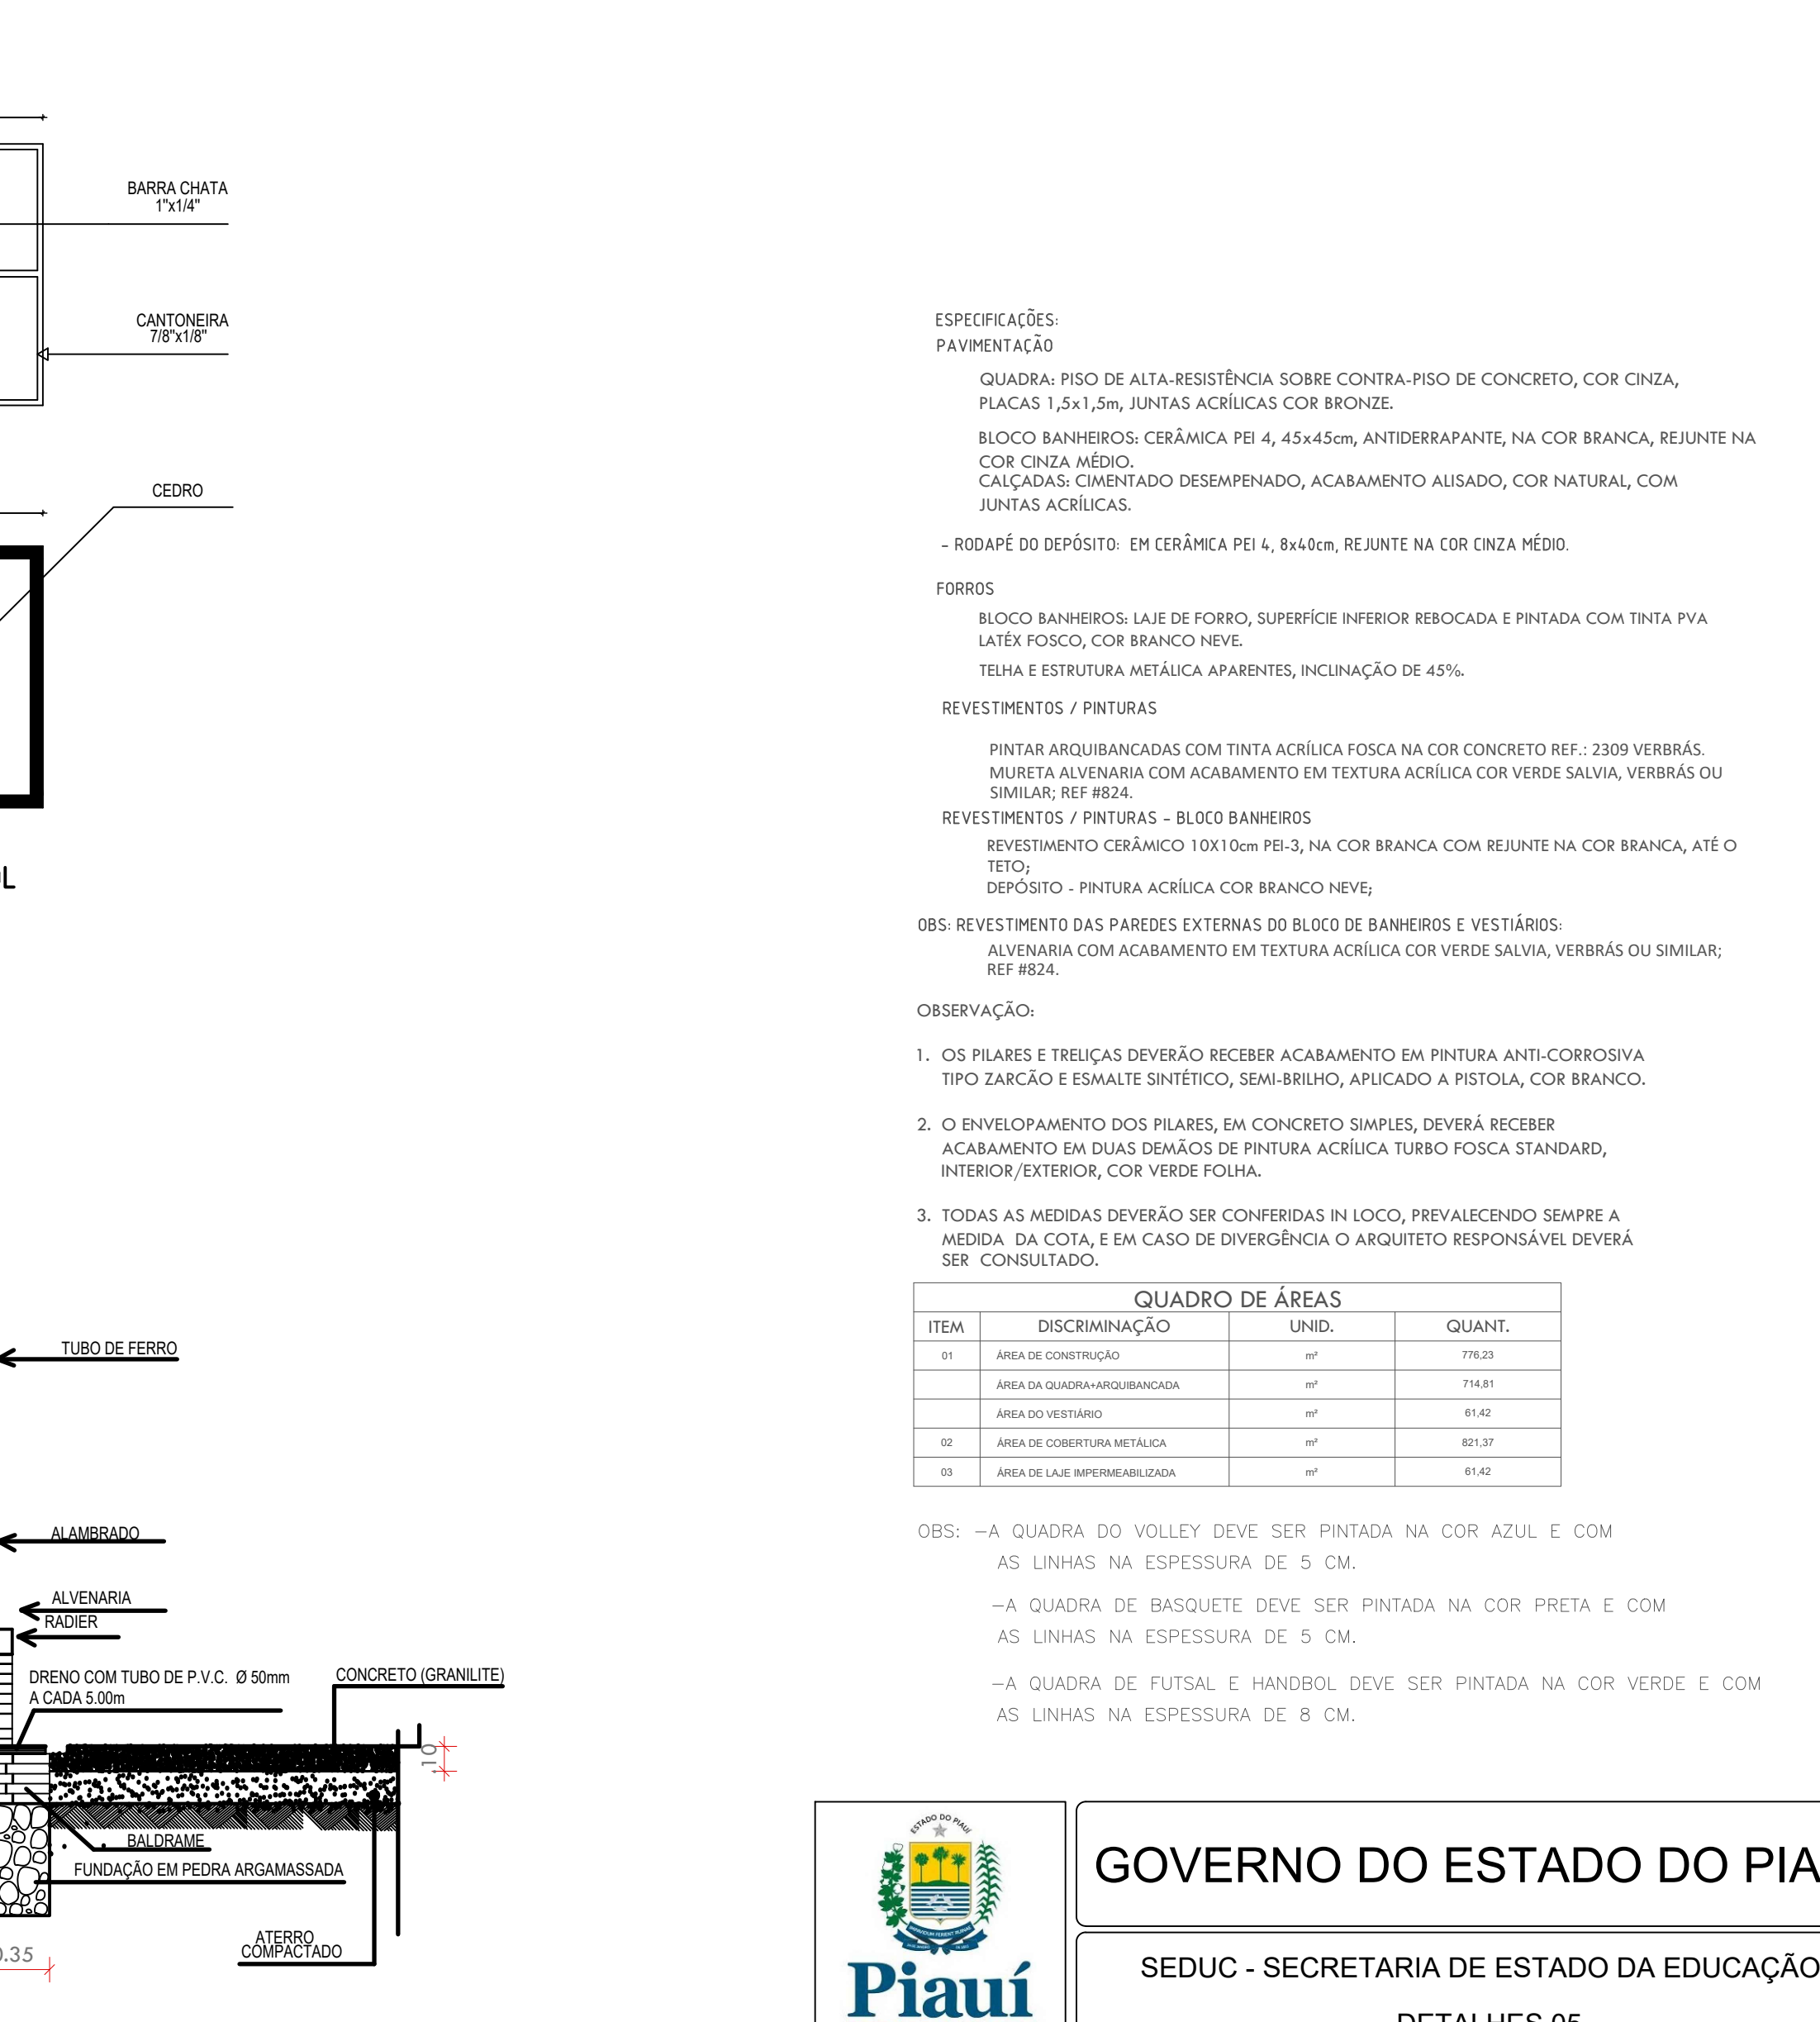 BARRA CHATA
1"x1/4"
CANTONEIRA
7/8"x1/8"
CEDRO
L
TUBO DE FERRO
ALAMBRADO
ALVENARIA
RADIER
DRENO COM TUBO DE P.V.C. Ø 50mm
A CADA 5.00m
CONCRETO (GRANILITE)
.10
BALDRAME
FUNDAÇÃO EM PEDRA ARGAMASSADA
ATERRO
COMPACTADO
0.35
ESPECIFICAÇÕES:
PAVIMENTAÇÃO
QUADRA: PISO DE ALTA-RESISTÊNCIA SOBRE CONTRA-PISO DE CONCRETO, COR CINZA,
PLACAS 1,5x1,5m, JUNTAS ACRÍLICAS COR BRONZE.
BLOCO BANHEIROS: CERÂMICA PEI 4, 45x45cm, ANTIDERRAPANTE, NA COR BRANCA, REJUNTE NA
COR CINZA MÉDIO.
CALÇADAS: CIMENTADO DESEMPENADO, ACABAMENTO ALISADO, COR NATURAL, COM
JUNTAS ACRÍLICAS.
- RODAPÉ DO DEPÓSITO: EM CERÂMICA PEI 4, 8x40cm, REJUNTE NA COR CINZA MÉDIO.
FORROS
BLOCO BANHEIROS: LAJE DE FORRO, SUPERFÍCIE INFERIOR REBOCADA E PINTADA COM TINTA PVA
LATÉX FOSCO, COR BRANCO NEVE.
TELHA E ESTRUTURA METÁLICA APARENTES, INCLINAÇÃO DE 45%.
REVESTIMENTOS / PINTURAS
PINTAR ARQUIBANCADAS COM TINTA ACRÍLICA FOSCA NA COR CONCRETO REF.: 2309 VERBRÁS.
MURETA ALVENARIA COM ACABAMENTO EM TEXTURA ACRÍLICA COR VERDE SALVIA, VERBRÁS OU
SIMILAR; REF #824.
REVESTIMENTOS / PINTURAS - BLOCO BANHEIROS
REVESTIMENTO CERÂMICO 10X10cm PEI-3, NA COR BRANCA COM REJUNTE NA COR BRANCA, ATÉ O
TETO;
DEPÓSITO - PINTURA ACRÍLICA COR BRANCO NEVE;
OBS: REVESTIMENTO DAS PAREDES EXTERNAS DO BLOCO DE BANHEIROS E VESTIÁRIOS:
ALVENARIA COM ACABAMENTO EM TEXTURA ACRÍLICA COR VERDE SALVIA, VERBRÁS OU SIMILAR;
REF #824.
OBSERVAÇÃO:
1. OS PILARES E TRELIÇAS DEVERÃO RECEBER ACABAMENTO EM PINTURA ANTI-CORROSIVA
TIPO ZARCÃO E ESMALTE SINTÉTICO, SEMI-BRILHO, APLICADO A PISTOLA, COR BRANCO.
2. O ENVELOPAMENTO DOS PILARES, EM CONCRETO SIMPLES, DEVERÁ RECEBER
ACABAMENTO EM DUAS DEMÃOS DE PINTURA ACRÍLICA TURBO FOSCA STANDARD,
INTERIOR/EXTERIOR, COR VERDE FOLHA.
3. TODAS AS MEDIDAS DEVERÃO SER CONFERIDAS IN LOCO, PREVALECENDO SEMPRE A
MEDIDA DA COTA, E EM CASO DE DIVERGÊNCIA O ARQUITETO RESPONSÁVEL DEVERÁ
SER CONSULTADO.
QUADRO DE ÁREAS
ITEM DISCRIMINAÇÃO UNID. QUANT.
01 ÁREA DE CONSTRUÇÃO m² 776,23
ÁREA DA QUADRA+ARQUIBANCADA m² 714,81
ÁREA DO VESTIÁRIO m² 61,42
02 ÁREA DE COBERTURA METÁLICA m² 821,37
03 ÁREA DE LAJE IMPERMEABILIZADA m² 61,42
OBS: -A QUADRA DO VOLLEY DEVE SER PINTADA NA COR AZUL E COM
AS LINHAS NA ESPESSURA DE 5 CM.
-A QUADRA DE BASQUETE DEVE SER PINTADA NA COR PRETA E COM
AS LINHAS NA ESPESSURA DE 5 CM.
-A QUADRA DE FUTSAL E HANDBOL DEVE SER PINTADA NA COR VERDE E COM
AS LINHAS NA ESPESSURA DE 8 CM.
ESTADO DO PIAUÍ
Piauí
GOVERNO DO ESTADO DO PIA
SEDUC - SECRETARIA DE ESTADO DA EDUCAÇÃO
DETALHES 05